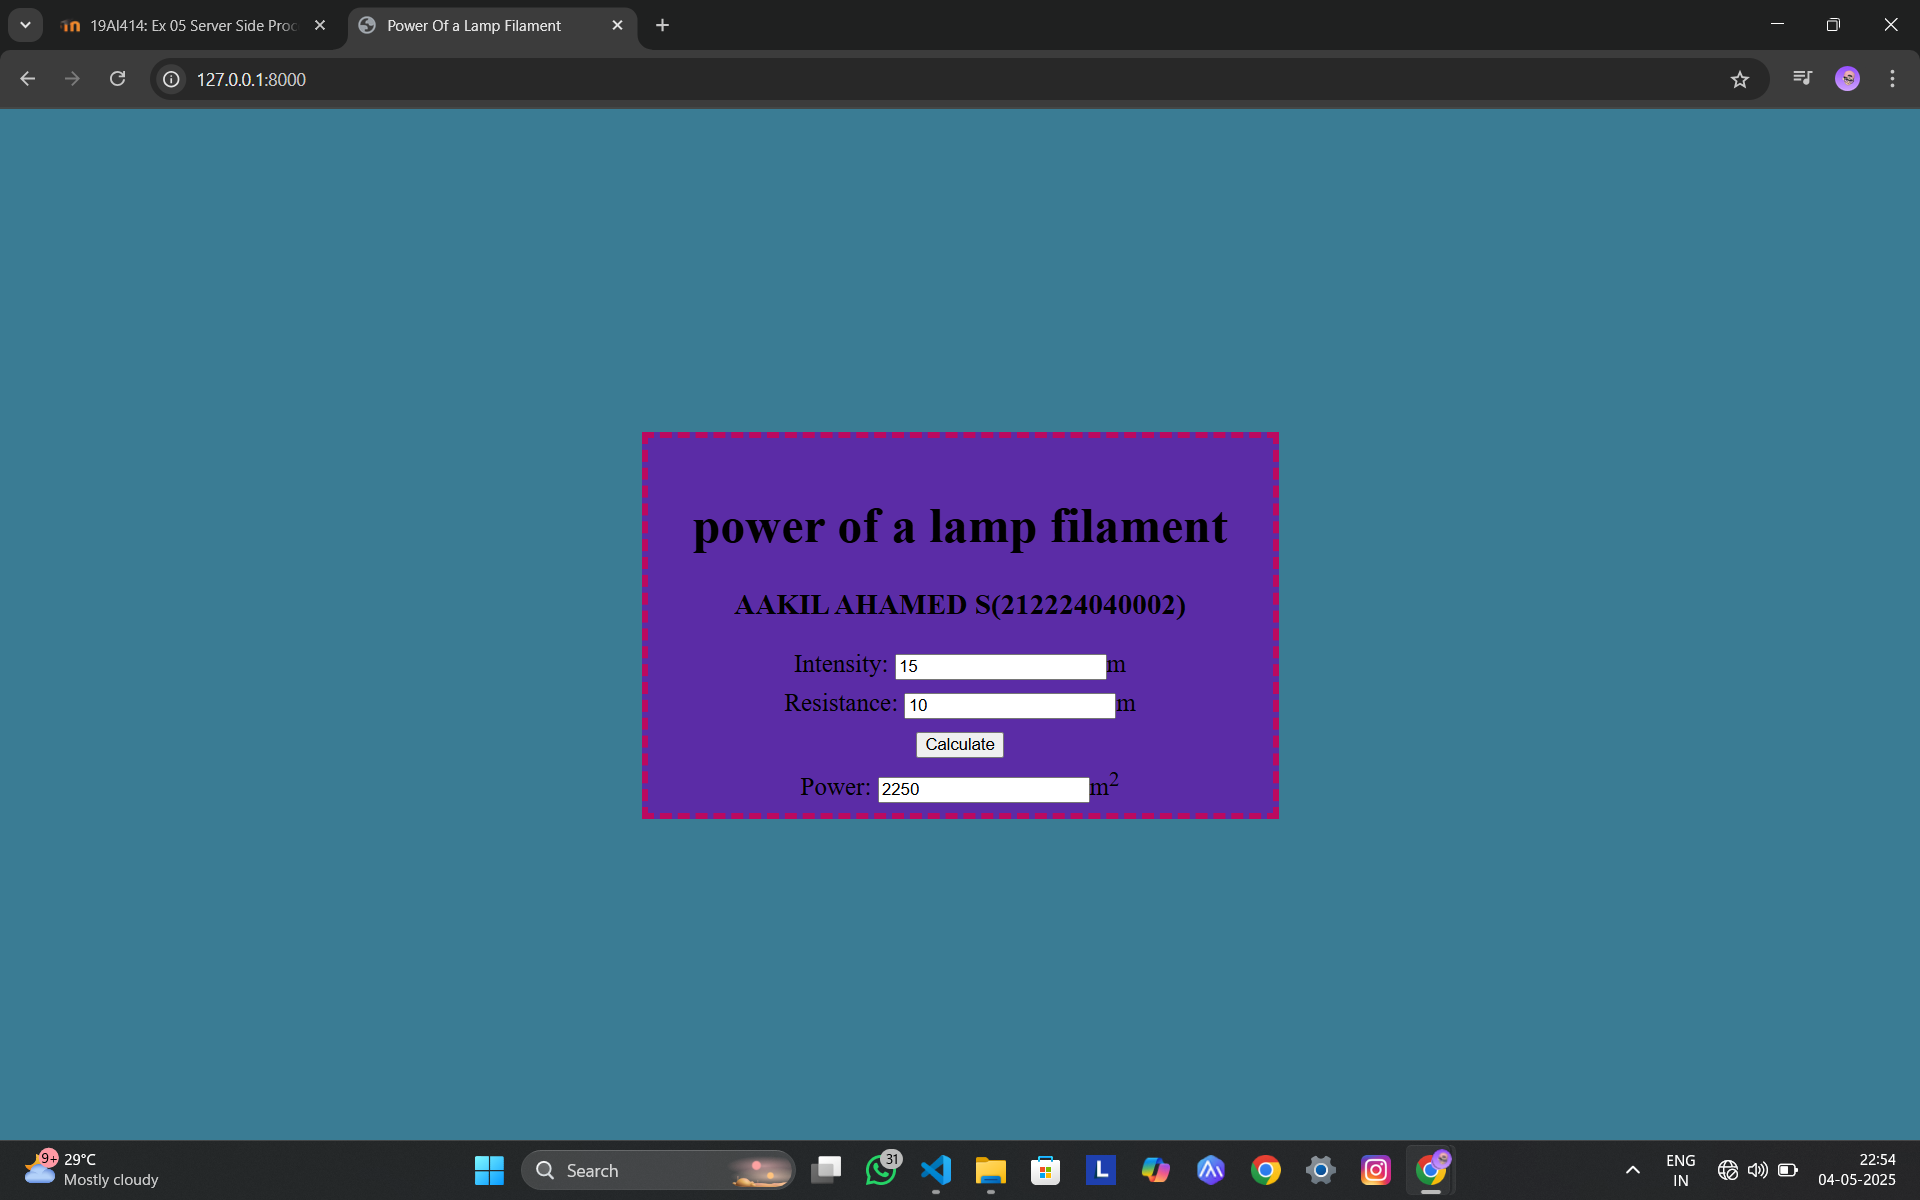 19AI414: Ex 05 Server Side Proc
Power Of a Lamp Filament
127.0.0.1:8000
power of a lamp filament
AAKIL AHAMED S(212224040002)
Intensity: 15 m
Resistance: 10 m
Calculate
Power: 2250 m²
9+
29°C
Mostly cloudy
Search
31
L
ENG
IN
22:54
04-05-2025